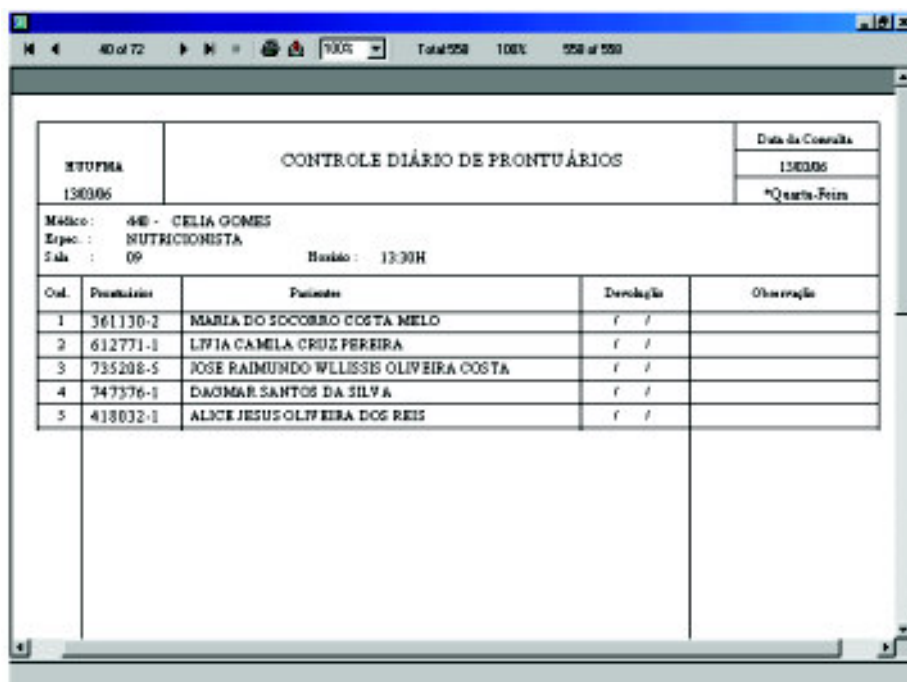 40 of 72 100% Total:550 100% 550 of 550
HUUFMA
13/03/06
CONTROLE DIÁRIO DE PRONTUÁRIOS
Data da Consulta
13/03/06
*Quarta-Feira
Médico : 440 - CELIA GOMES
Espec. : NUTRICIONISTA
Sala : 09 Horário : 13:30H
Ord. Prontuários Pacientes Devolução Observação
1 361130-2 MARIA DO SOCORRO COSTA MELO / /
2 612771-1 LIVIA CAMILA CRUZ PEREIRA / /
3 735208-5 JOSE RAIMUNDO WLLISSIS OLIVEIRA COSTA / /
4 747376-1 DAGMAR SANTOS DA SILVA / /
5 418032-1 ALICE JESUS OLIVEIRA DOS REIS / /